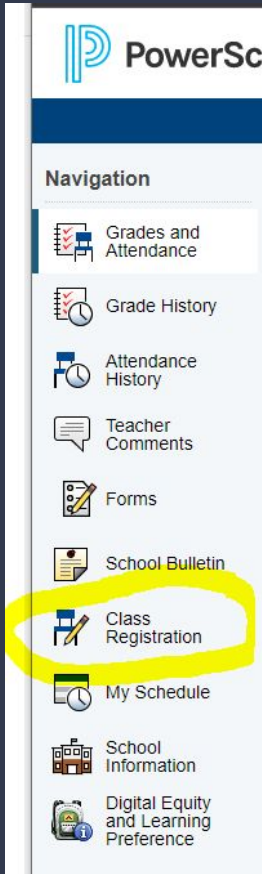 PowerSc
Navigation
Grades and
Attendance
Grade History
Attendance
History
Teacher
Comments
Forms
School Bulletin
Class
Registration
My Schedule
School
Information
Digital Equity
and Learning
Preference